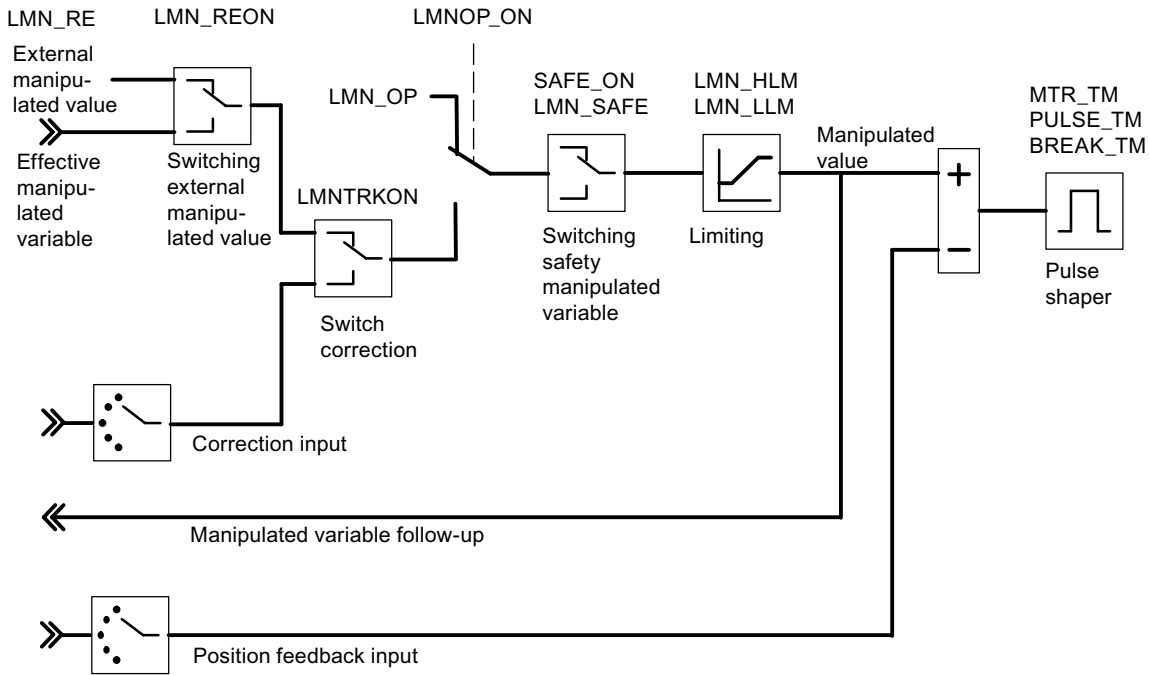 LMN_RE
LMN_REON
LMNOP_ON
External
manipu-
lated value
LMN_OP
SAFE_ON
LMN_SAFE
LMN_HLM
LMN_LLM
MTR_TM
PULSE_TM
BREAK_TM
Manipulated
value
Effective
manipu-
lated
variable
Switching
external
manipu-
lated value
LMNTRKON
Switching
safety
manipulated
variable
Limiting
+
−
Pulse
shaper
Switch
correction
Correction input
Manipulated variable follow-up
Position feedback input